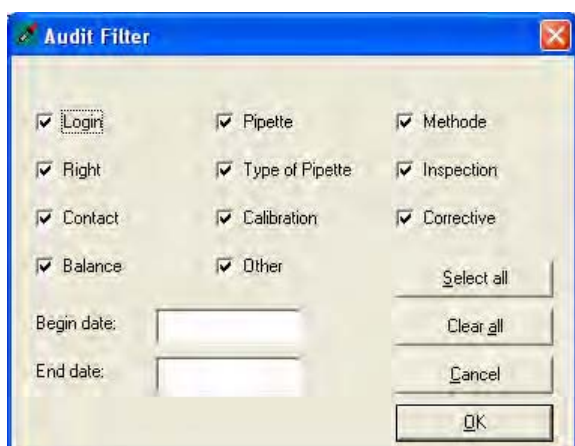 Audit Filter
Login Pipette Methode
Right Type of Pipette Inspection
Contact Calibration Corrective
Balance Other Select all
Begin date: Clear all
End date: Cancel
OK